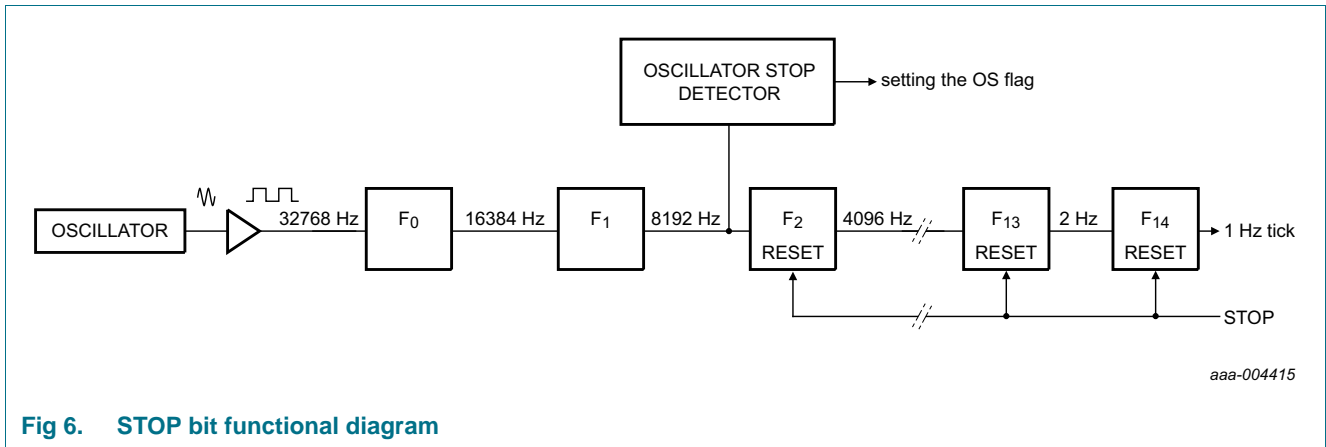 OSCILLATOR STOP
DETECTOR
setting the OS flag
OSCILLATOR
32768 Hz
F0
16384 Hz
F1
8192 Hz
F2
RESET
4096 Hz
F13
RESET
2 Hz
F14
RESET
1 Hz tick
STOP
aaa-004415
Fig 6. STOP bit functional diagram